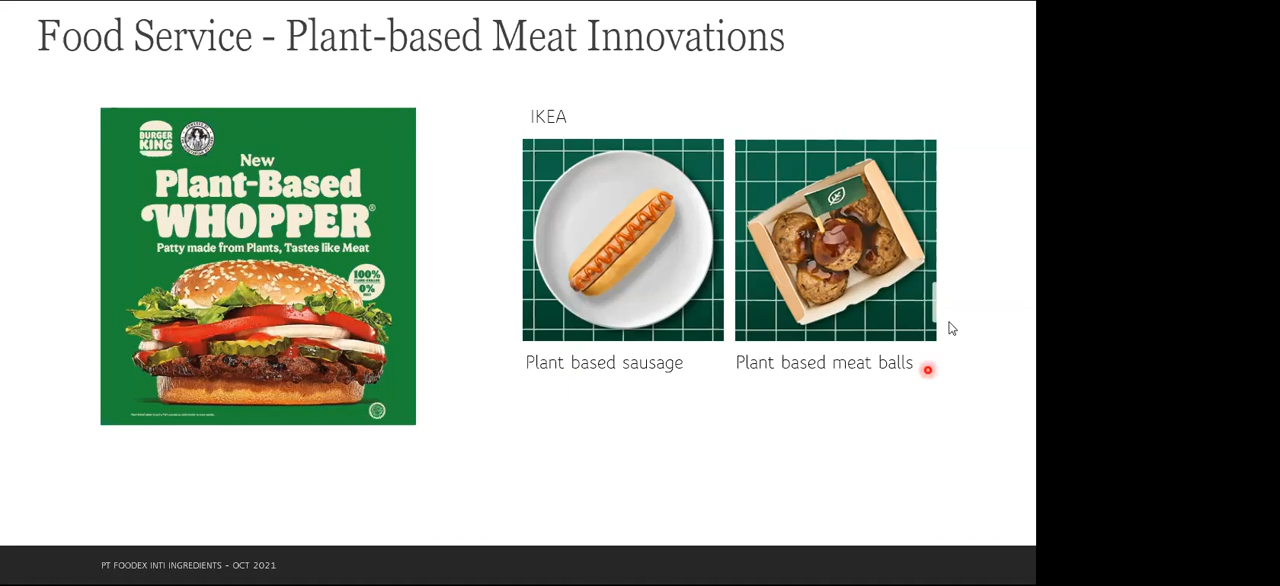 Food Service - Plant-based Meat Innovations
BURGER
KING
New
Plant-Based
WHOPPER®
Patty made from Plants, Tastes like Meat
100%
0%
IKEA
Plant based sausage
Plant based meat balls
PT FOODEX INTI INGREDIENTS - OCT 2021